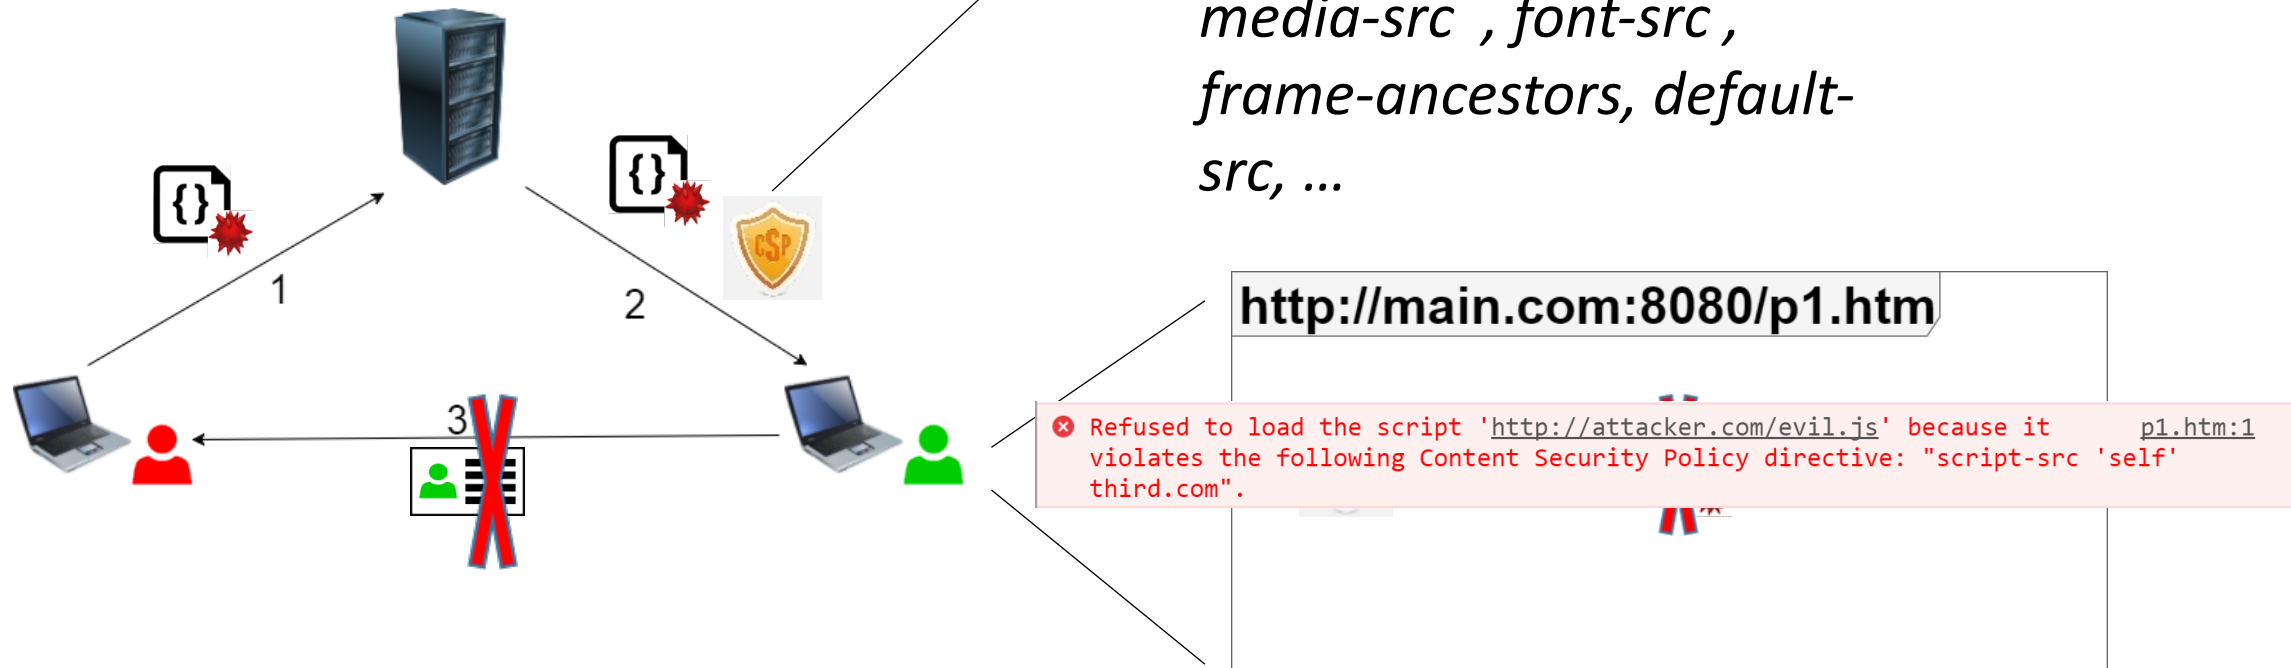 media-src , font-src ,
frame-ancestors, default-
src, ...
{}
{}
CSP
1
2
http://main.com:8080/p1.htm
3
Refused to load the script 'http://attacker.com/evil.js' because it p1.htm:1
violates the following Content Security Policy directive: "script-src 'self'
third.com".